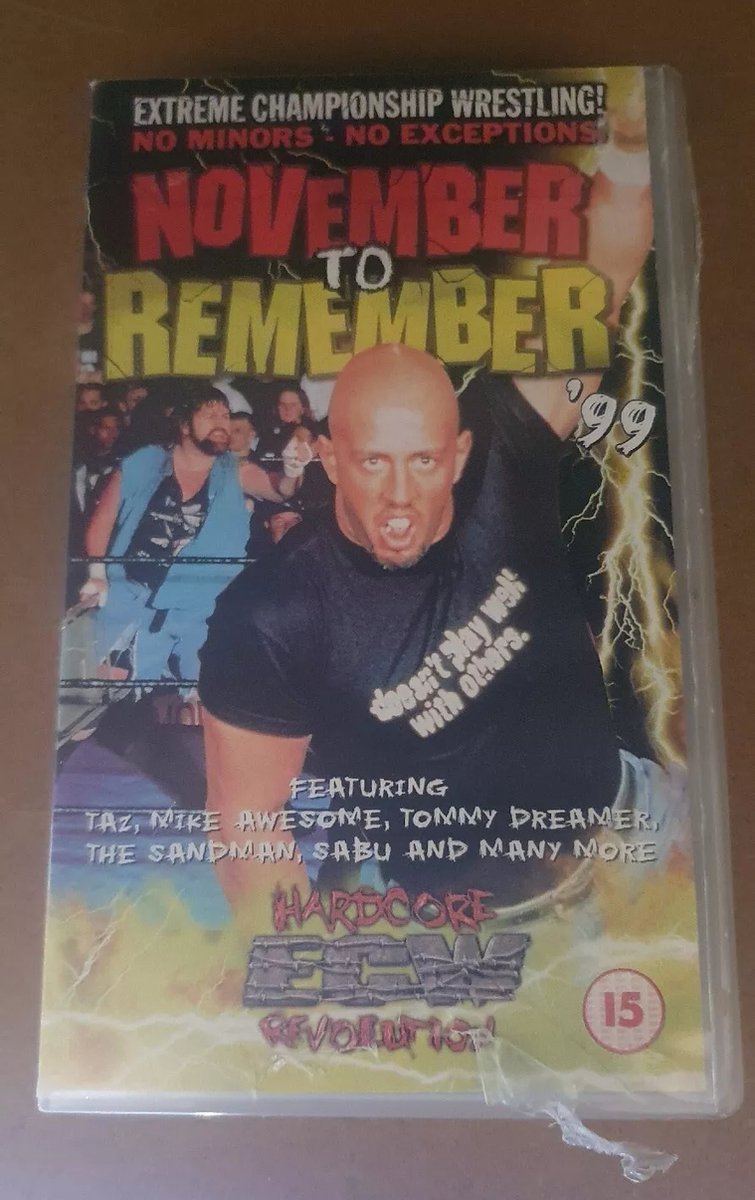 EXTREME CHAMPIONSHIP WRESTLING!
NO MINORS - NO EXCEPTIONS!
NOVEMBER
TO
REMEMBER
'99
doesn't play well
with others.
FEATURING
TAZ, MIKE AWESOME, TOMMY DREAMER,
THE SANDMAN, SABU AND MANY MORE
HARDCORE
ECW
REVOLUTION
15